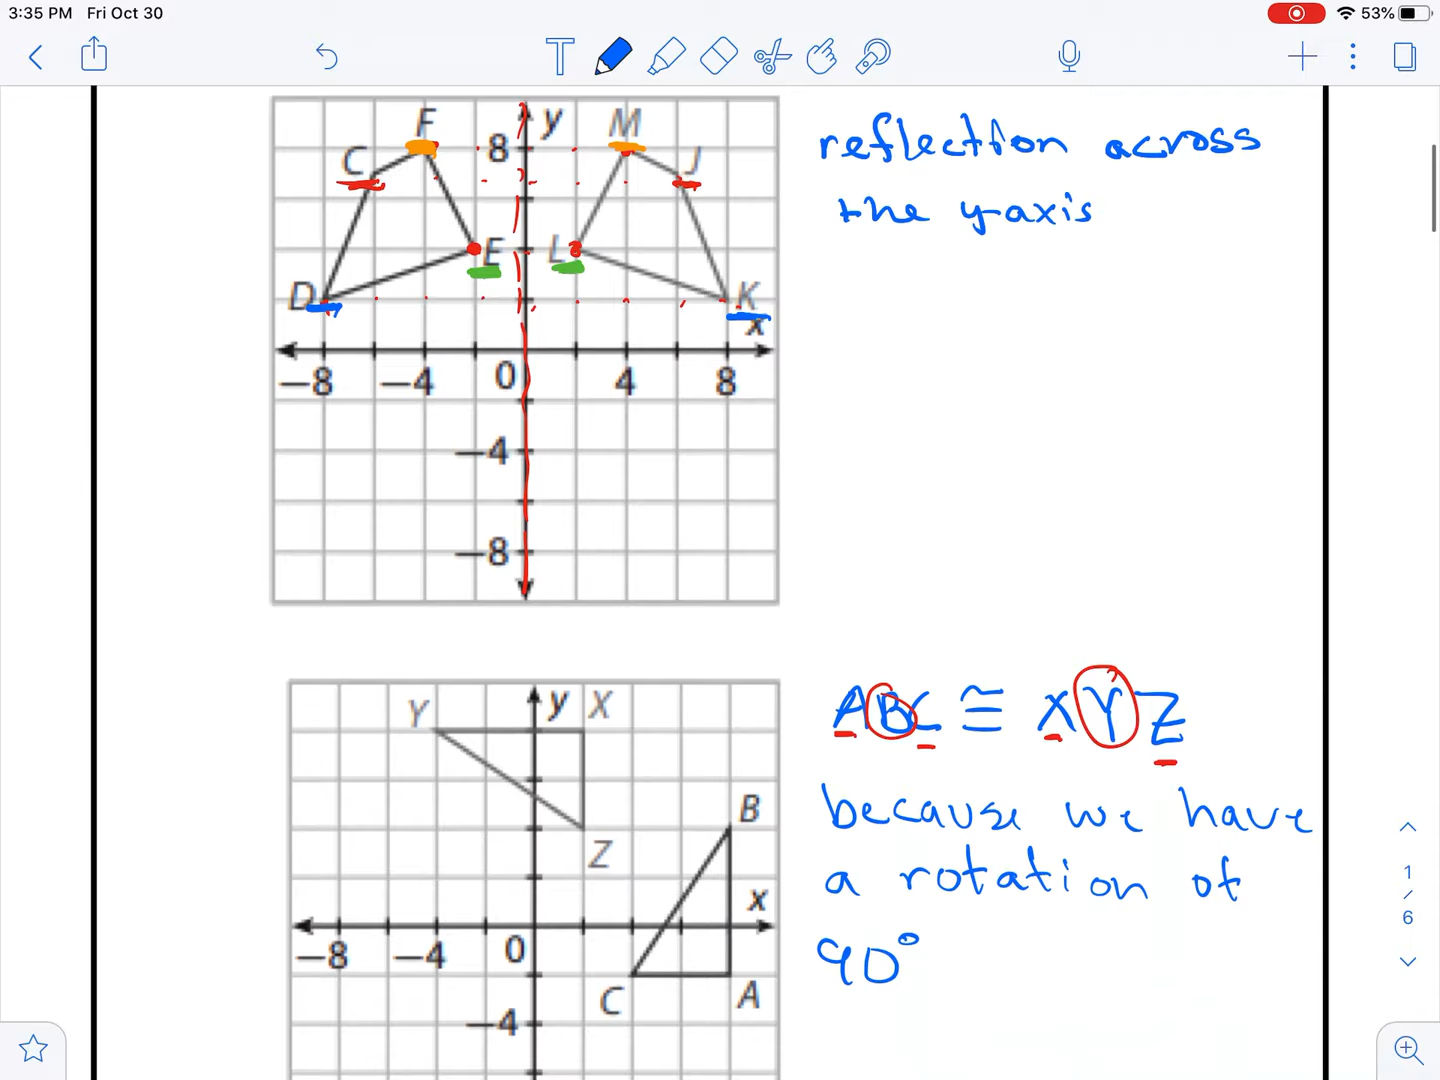 3:35 PM Fri Oct 30
53%
T
F
y
M
8
C
J
E
L
D
K
x
−8
−4
0
4
8
−4
−8
reflection across
the y-axis
Y
y
X
B
Z
x
−8
−4
0
C
A
−4
ABC ≅ XYZ
because we have
a rotation of
90°
1
/
6